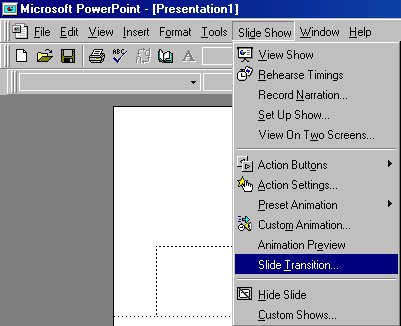 Microsoft PowerPoint - [Presentation1]
File Edit View Insert Format Tools Slide Show Window Help
View Show
Rehearse Timings
Record Narration...
Set Up Show...
View On Two Screens...
Action Buttons
Action Settings...
Preset Animation
Custom Animation...
Animation Preview
Slide Transition...
Hide Slide
Custom Shows...